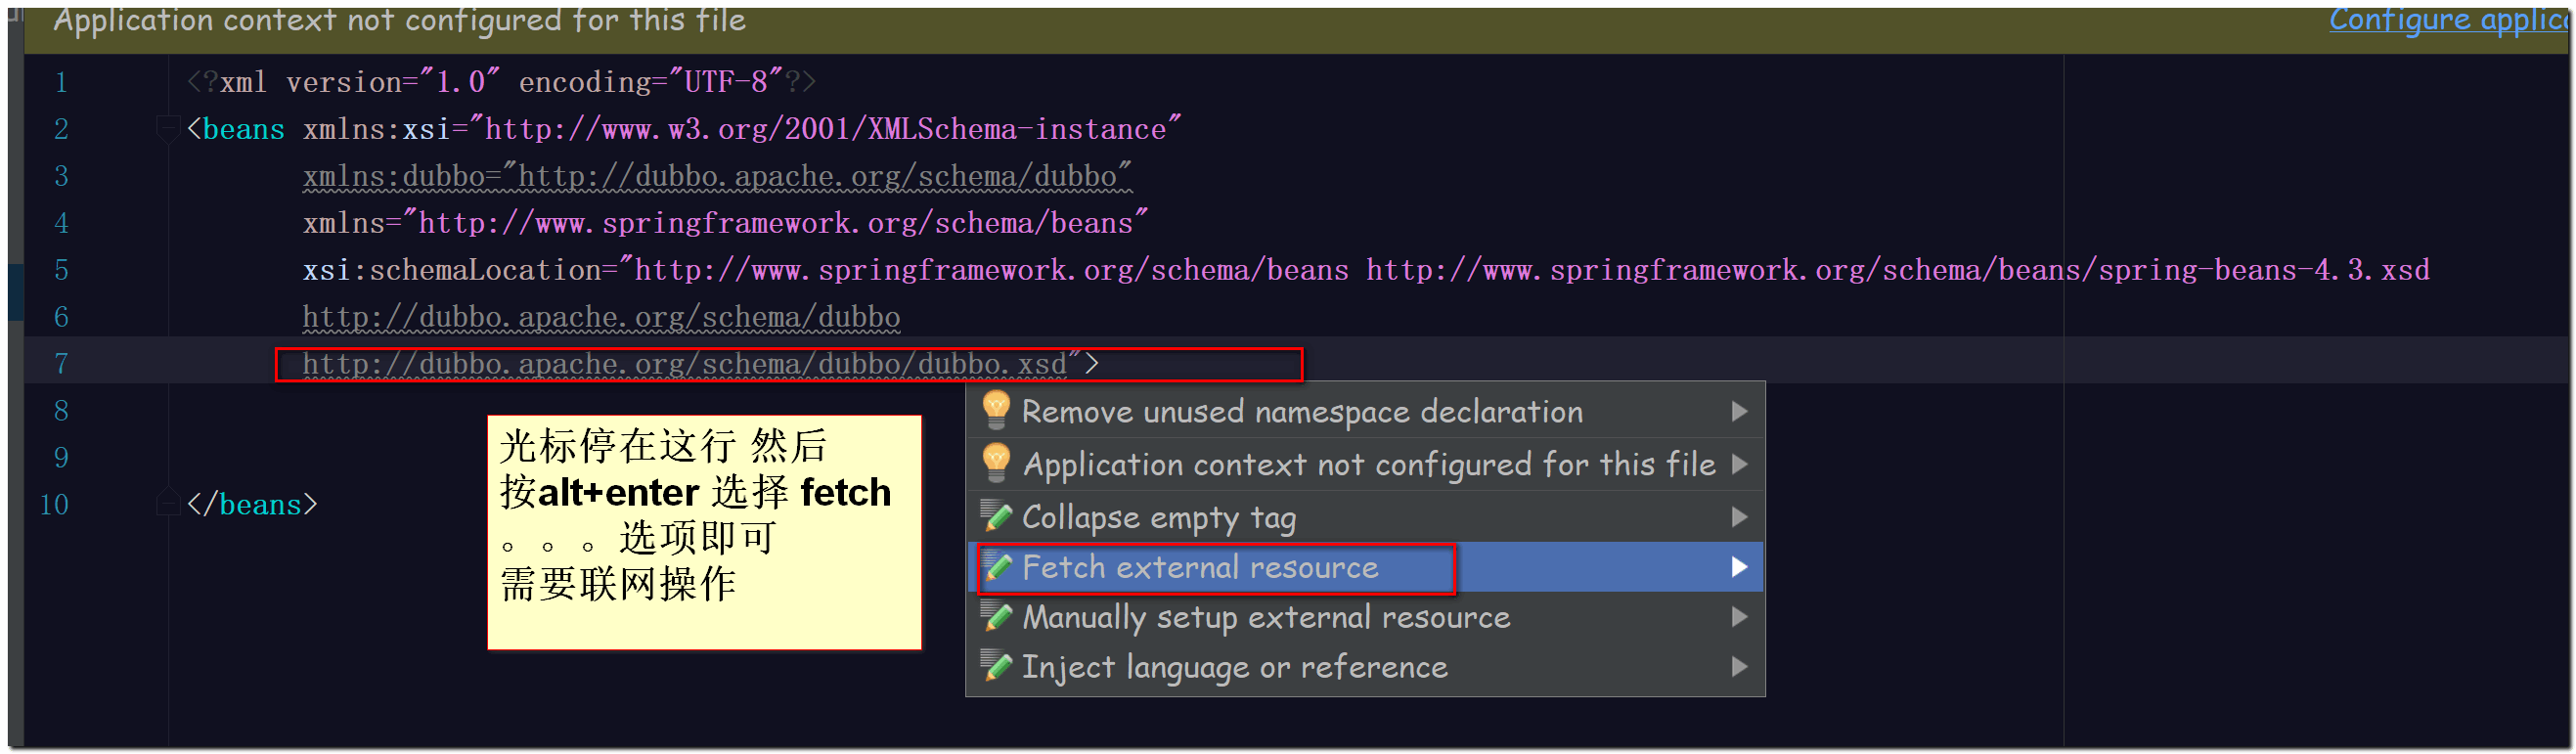 Application context not configured for this file
Configure applic
1 <?xml version="1.0" encoding="UTF-8"?>
2 <beans xmlns:xsi="http://www.w3.org/2001/XMLSchema-instance"
3 xmlns:dubbo="http://dubbo.apache.org/schema/dubbo"
4 xmlns="http://www.springframework.org/schema/beans"
5 xsi:schemaLocation="http://www.springframework.org/schema/beans http://www.springframework.org/schema/beans/spring-beans-4.3.xsd
6 http://dubbo.apache.org/schema/dubbo
7 http://dubbo.apache.org/schema/dubbo/dubbo.xsd">
8
9
10 </beans>
光标停在这行 然后
按alt+enter 选择 fetch
。。。选项即可
需要联网操作
Remove unused namespace declaration
Application context not configured for this file
Collapse empty tag
Fetch external resource
Manually setup external resource
Inject language or reference